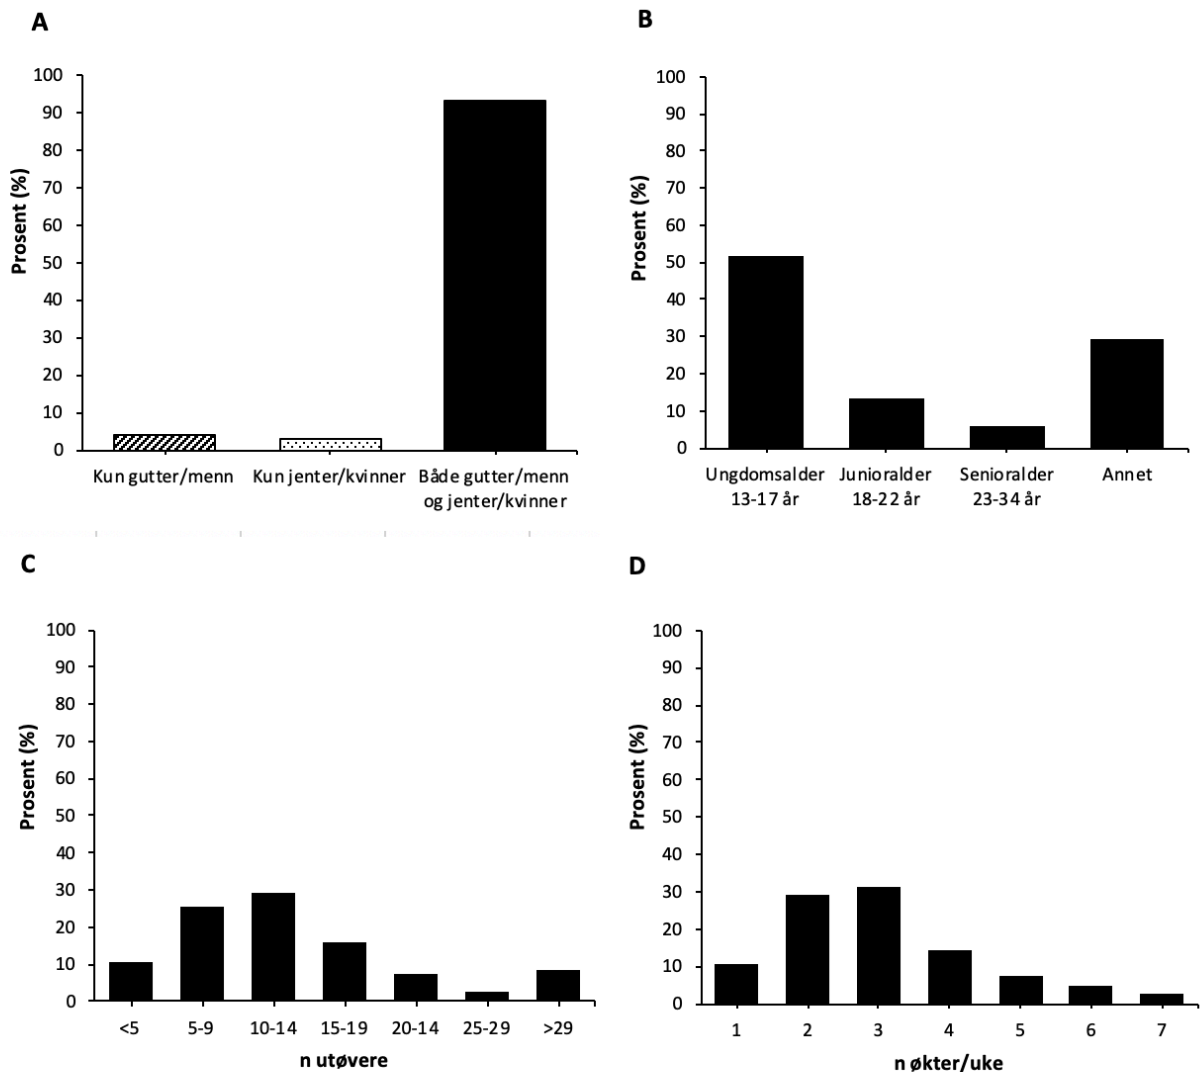 A
Prosent (%)
100
90
80
70
60
50
40
30
20
10
0
Kun gutter/menn Kun jenter/kvinner Både gutter/menn
og jenter/kvinner
B
Prosent (%)
100
90
80
70
60
50
40
30
20
10
0
Ungdomsalder Junioralder Senioralder Annet
13-17 år 18-22 år 23-34 år
C
Prosent (%)
100
90
80
70
60
50
40
30
20
10
0
<5 5-9 10-14 15-19 20-14 25-29 >29
n utøvere
D
Prosent (%)
100
90
80
70
60
50
40
30
20
10
0
1 2 3 4 5 6 7
n økter/uke